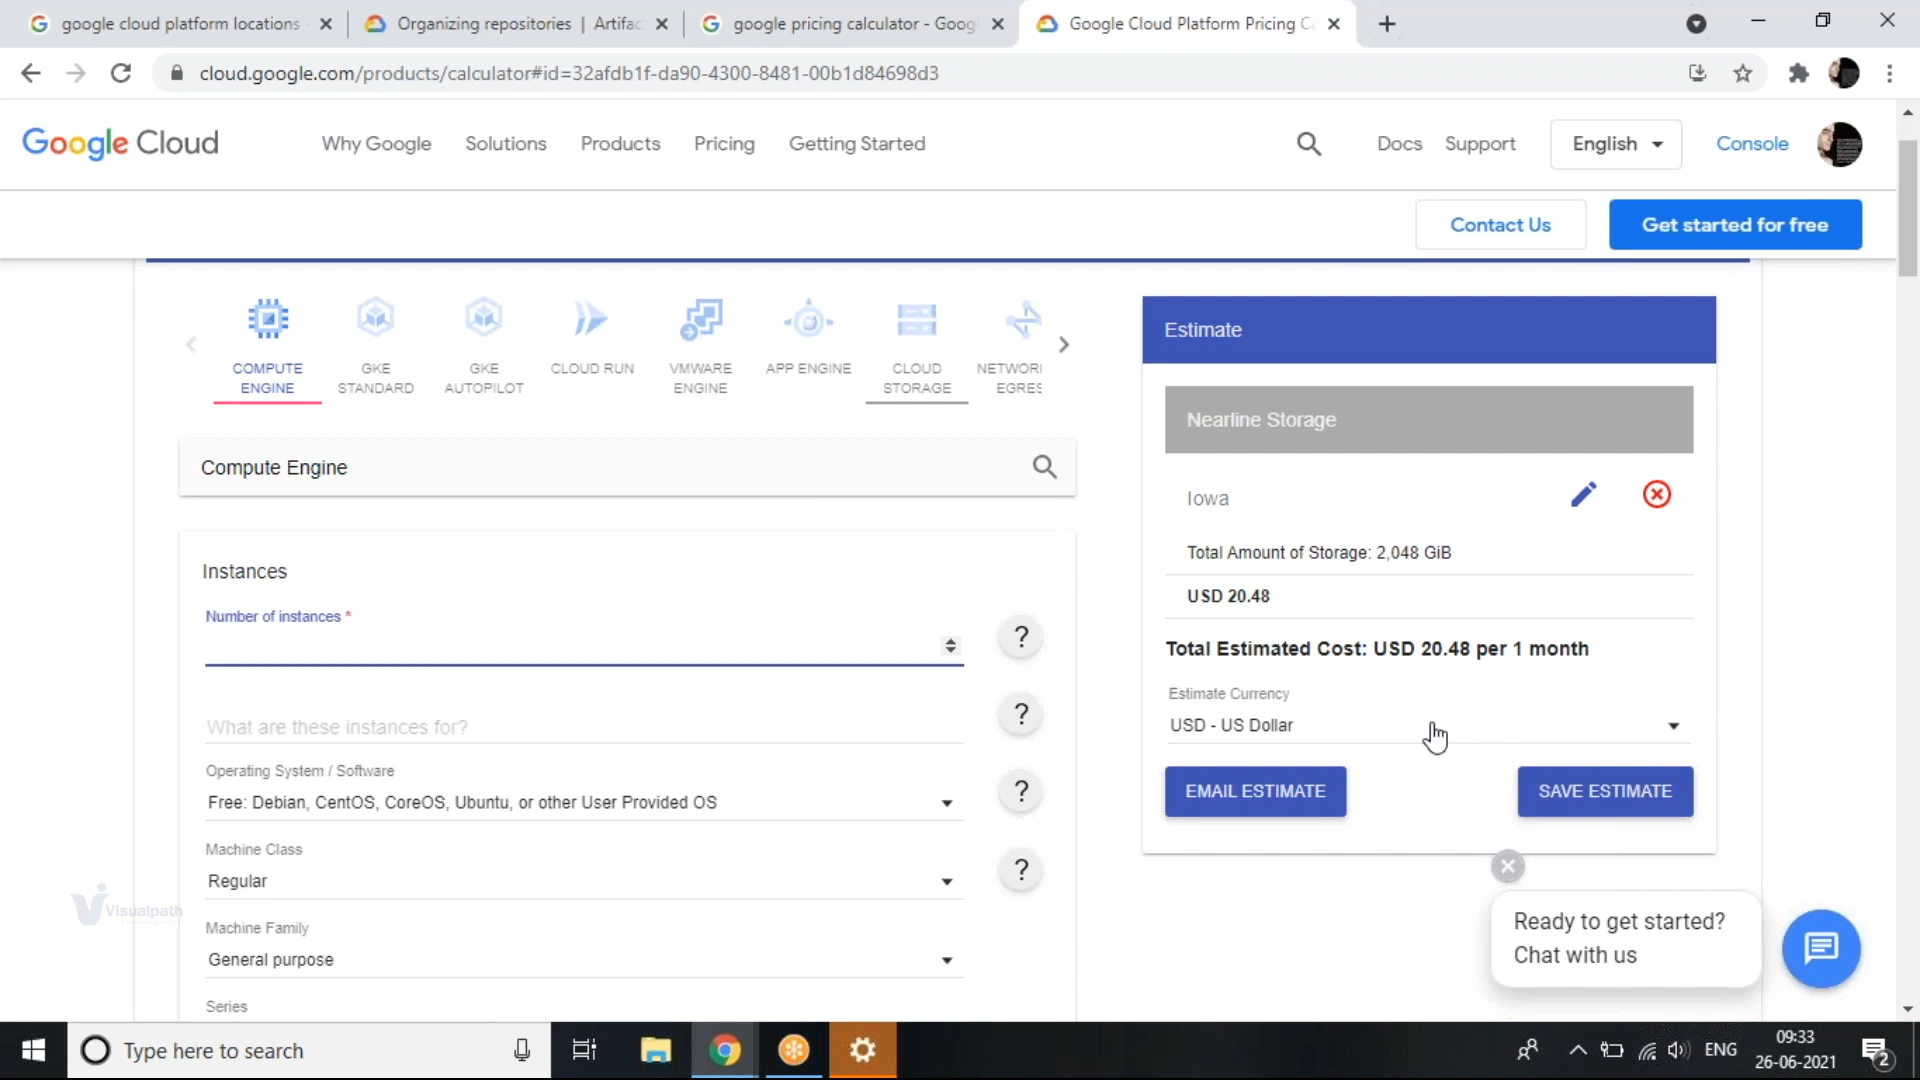 google cloud platform locations
Organizing repositories | Artifac
google pricing calculator - Goog
Google Cloud Platform Pricing Ca
cloud.google.com/products/calculator#id=32afdb1f-da90-4300-8481-00b1d84698d3
Google Cloud
Why Google
Solutions
Products
Pricing
Getting Started
Docs
Support
English
Console
Contact Us
Get started for free
COMPUTE
ENGINE
GKE
STANDARD
GKE
AUTOPILOT
CLOUD RUN
VMWARE
ENGINE
APP ENGINE
CLOUD
STORAGE
NETWORK
EGRES
Compute Engine
Instances
Number of instances *
?
What are these instances for?
?
Operating System / Software
Free: Debian, CentOS, CoreOS, Ubuntu, or other User Provided OS
?
Machine Class
Regular
?
Machine Family
General purpose
Series
Estimate
Nearline Storage
Iowa
Total Amount of Storage: 2,048 GiB
USD 20.48
Total Estimated Cost: USD 20.48 per 1 month
Estimate Currency
USD - US Dollar
EMAIL ESTIMATE
SAVE ESTIMATE
Ready to get started?
Chat with us
Visualpath
Type here to search
ENG
09:33
26-06-2021
2